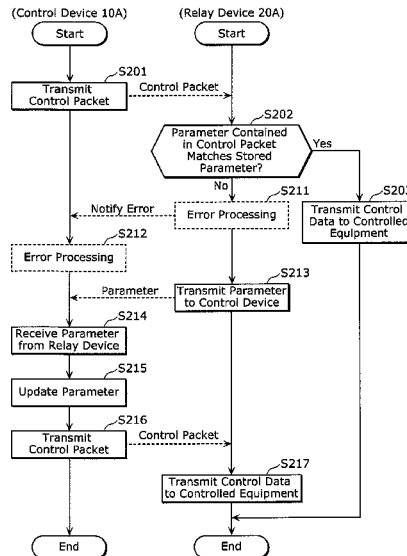 (Control Device 10A)
(Relay Device 20A)
Start
Start
S201
Transmit
Control Packet
Control Packet
S202
Parameter Contained
in Control Packet
Matches Stored
Parameter?
Yes
No
S203
Transmit Control
Data to Controlled
Equipment
S211
Error Processing
Notify Error
S212
Error Processing
S213
Transmit Parameter
to Control Device
Parameter
S214
Receive Parameter
from Relay Device
S215
Update Parameter
S216
Transmit
Control Packet
Control Packet
S217
Transmit Control Data
to Controlled Equipment
End
End